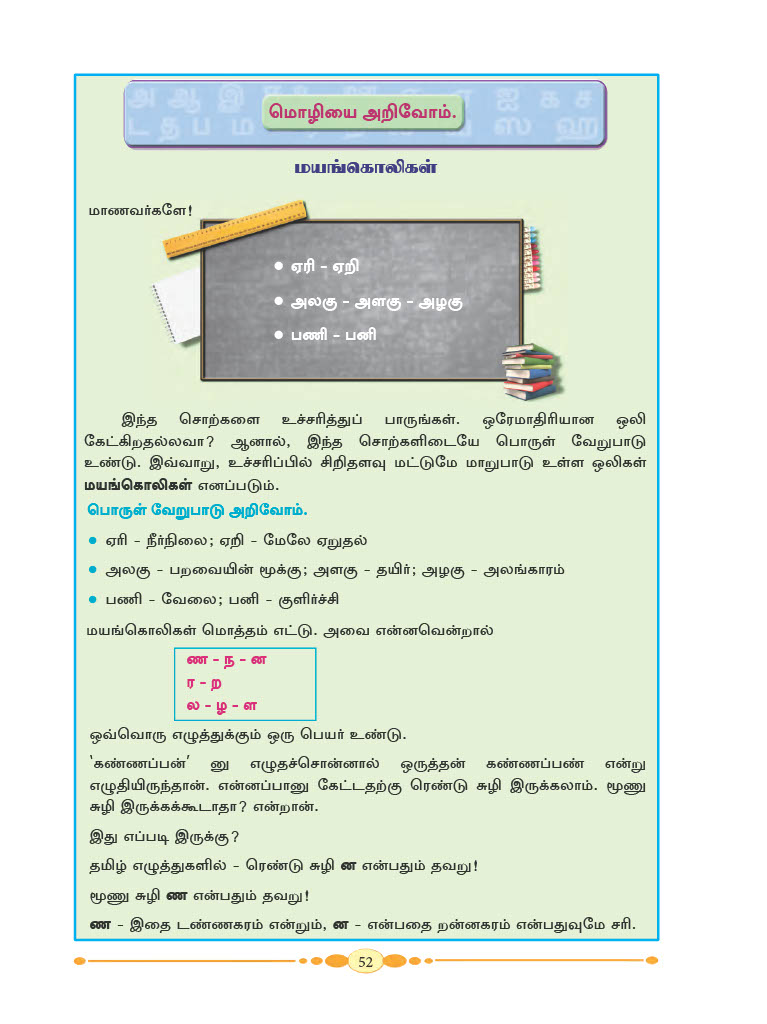 மொழியை அறிவோம்.
மயங்கொலிகள்
மாணவர்களே!
● ஏரி - ஏறி
● அலகு - அளகு - அழகு
● பணி - பனி
இந்த சொற்களை உச்சரித்துப் பாருங்கள். ஒரேமாதிரியான ஒலி
கேட்கிறதல்லவா? ஆனால், இந்த சொற்களிடையே பொருள் வேறுபாடு
உண்டு. இவ்வாறு, உச்சரிப்பில் சிறிதளவு மட்டுமே மாறுபாடு உள்ள ஒலிகள்
மயங்கொலிகள் எனப்படும்.
பொருள் வேறுபாடு அறிவோம்.
● ஏரி - நீர்நிலை; ஏறி - மேலே ஏறுதல்
● அலகு - பறவையின் மூக்கு; அளகு - தயிர்; அழகு - அலங்காரம்
● பணி - வேலை; பனி - குளிர்ச்சி
மயங்கொலிகள் மொத்தம் எட்டு. அவை என்னவென்றால்
ண - ந - ன
ர - ற
ல - ழ - ள
ஒவ்வொரு எழுத்துக்கும் ஒரு பெயர் உண்டு.
'கண்ணப்பன்' னு எழுதச்சொன்னால் ஒருத்தன் கண்ணப்பண் என்று
எழுதியிருந்தான். என்னப்பானு கேட்டதற்கு ரெண்டு சுழி இருக்கலாம். மூணு
சுழி இருக்கக்கூடாதா? என்றான்.
இது எப்படி இருக்கு?
தமிழ் எழுத்துகளில் - ரெண்டு சுழி ன என்பதும் தவறு!
மூணு சுழி ண என்பதும் தவறு!
ண - இதை டண்ணகரம் என்றும், ன - என்பதை றன்னகரம் என்பதுவுமே சரி.
52